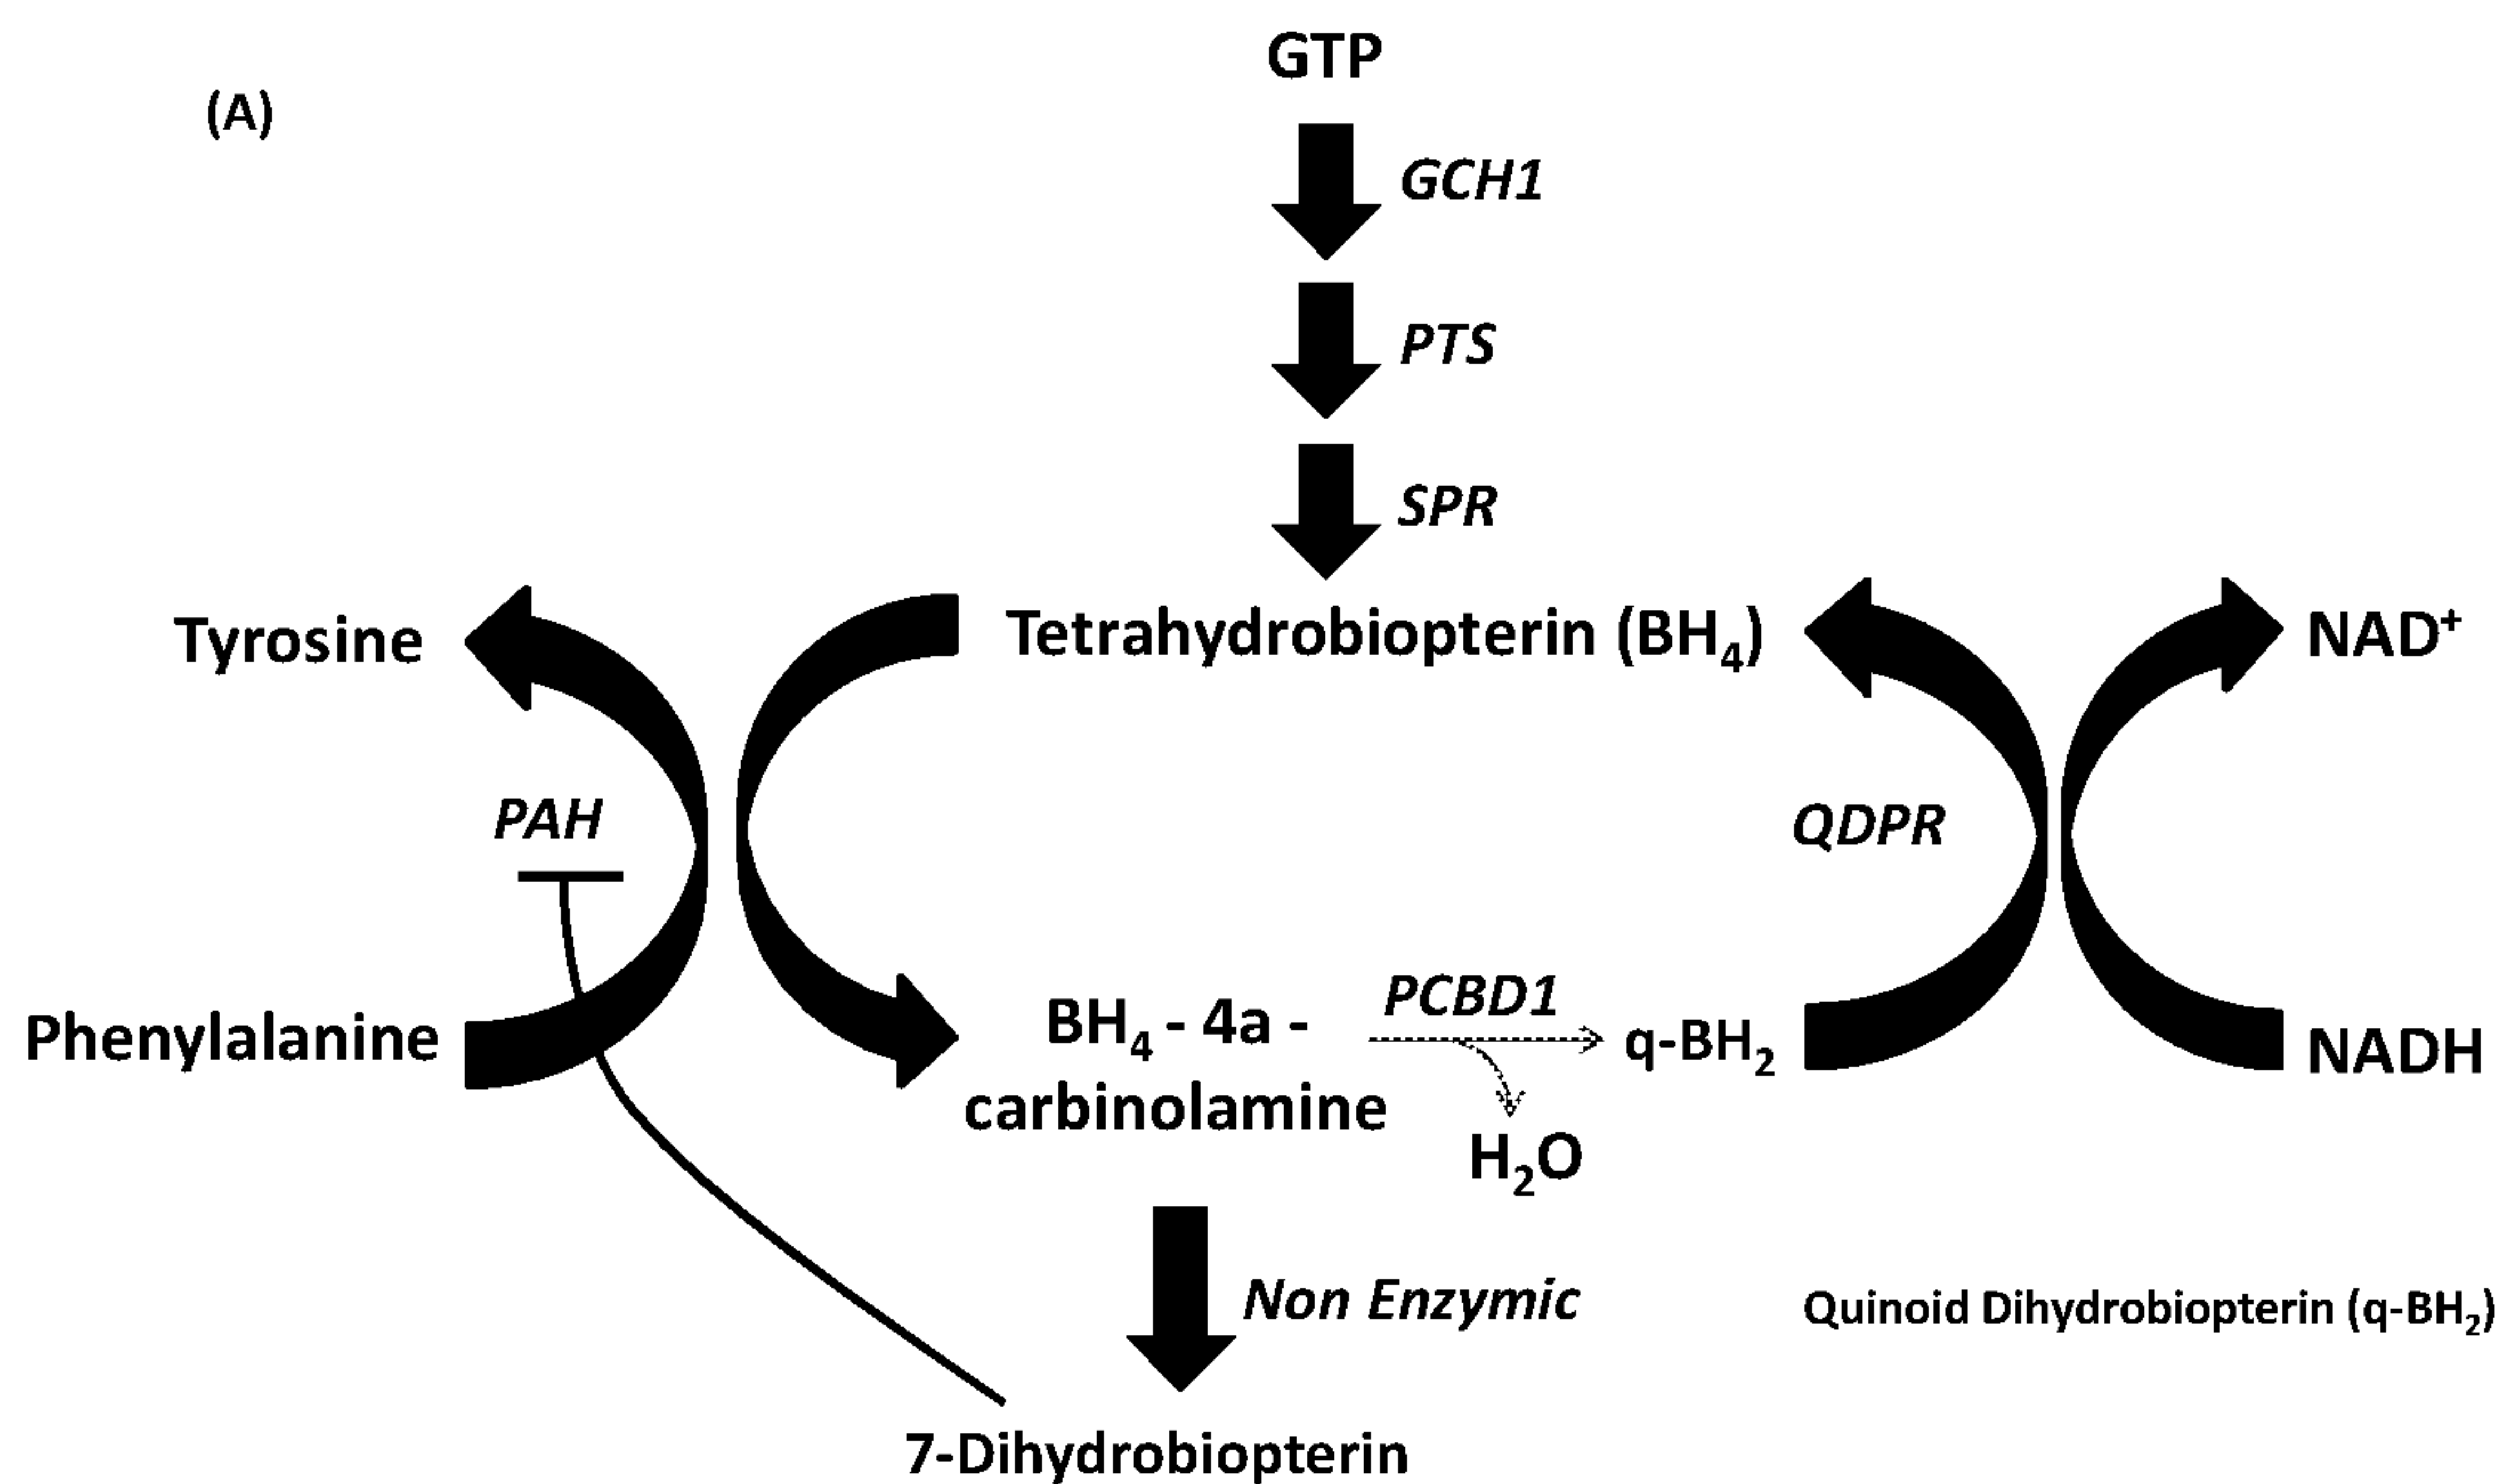 GTP
(A)
GCH1
PTS
SPR
Tyrosine
Tetrahydrobiopterin (BH₄)
NAD⁺
PAH
QDPR
Phenylalanine
BH₄ - 4a -
carbinolamine
PCBD1
q-BH₂
NADH
H₂O
Non Enzymic
Quinoid Dihydrobiopterin (q-BH₂)
7-Dihydrobiopterin